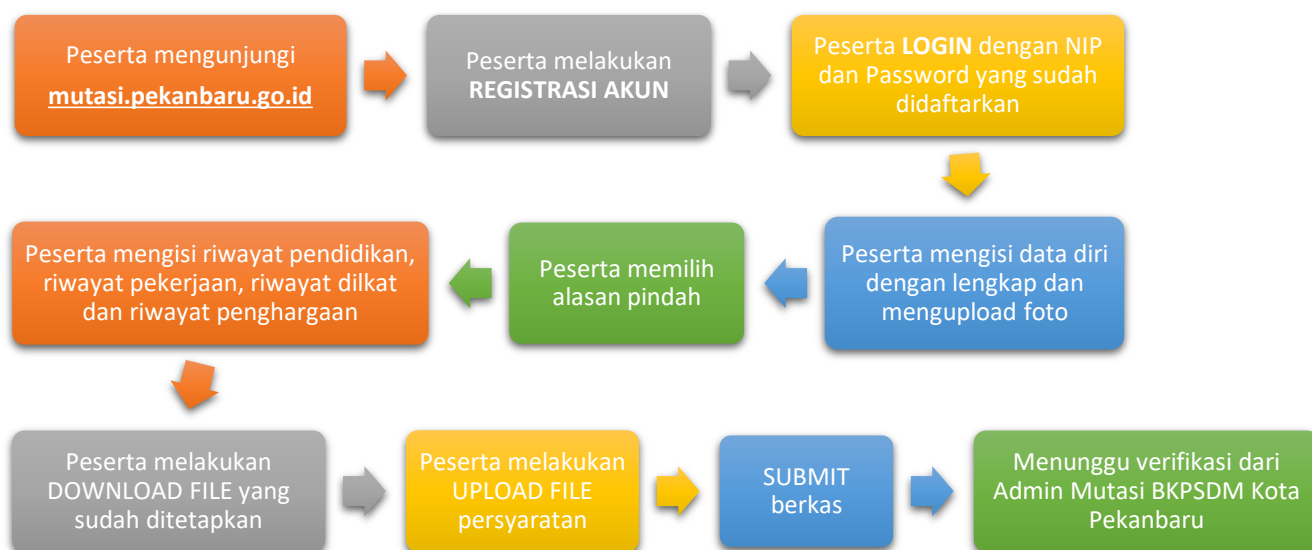 Peserta mengunjungi
mutasi.pekanbaru.go.id
Peserta melakukan
REGISTRASI AKUN
Peserta LOGIN dengan NIP
dan Password yang sudah
didaftarkan
Peserta mengisi data diri
dengan lengkap dan
mengupload foto
Peserta memilih
alasan pindah
Peserta mengisi riwayat pendidikan,
riwayat pekerjaan, riwayat dilkat
dan riwayat penghargaan
Peserta melakukan
DOWNLOAD FILE yang
sudah ditetapkan
Peserta melakukan
UPLOAD FILE
persyaratan
SUBMIT
berkas
Menunggu verifikasi dari
Admin Mutasi BKPSDM Kota
Pekanbaru